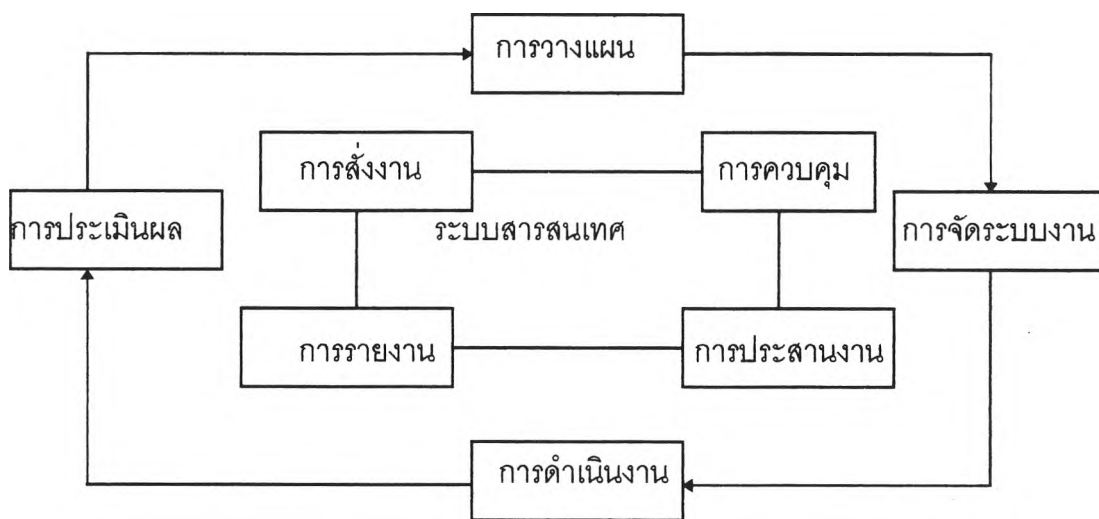 การวางแผน
การสั่งงาน
การควบคุม
การประเมินผล
ระบบสารสนเทศ
การจัดระบบงาน
การรายงาน
การประสานงาน
การดำเนินงาน